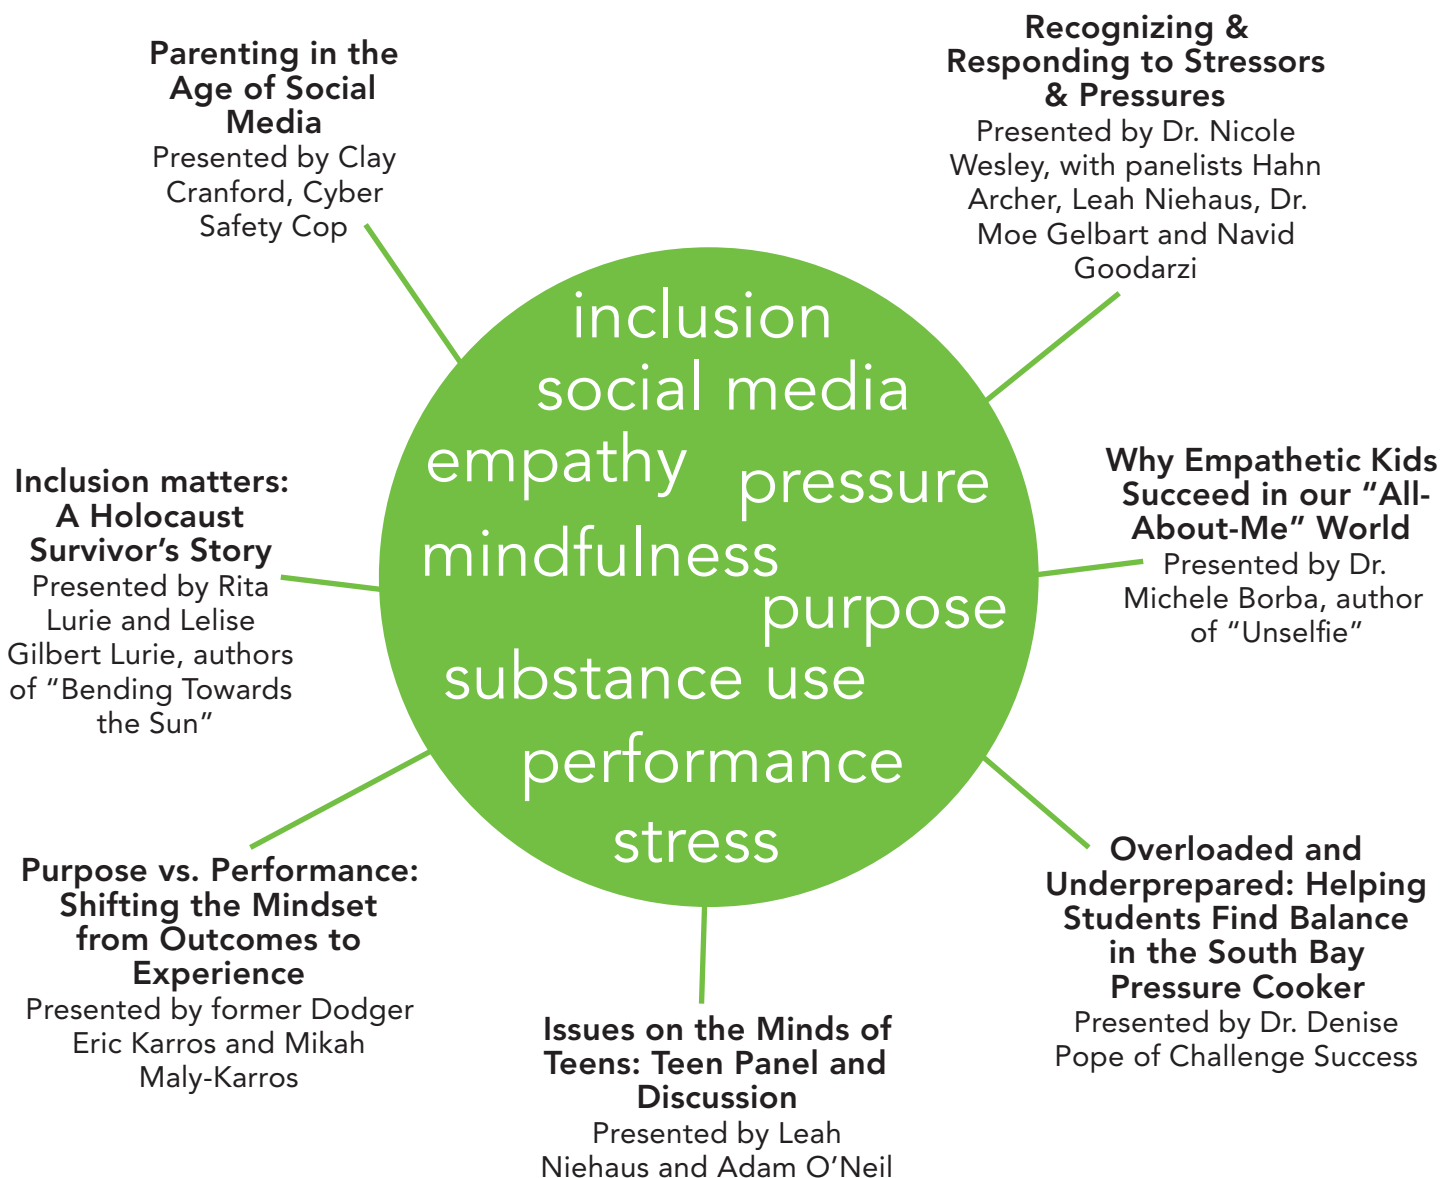 Parenting in the
Age of Social
Media
Presented by Clay
Cranford, Cyber
Safety Cop
Recognizing &
Responding to Stressors
& Pressures
Presented by Dr. Nicole
Wesley, with panelists Hahn
Archer, Leah Niehaus, Dr.
Moe Gelbart and Navid
Goodarzi
inclusion
social media
empathy
pressure
mindfulness
purpose
substance use
performance
stress
Inclusion matters:
A Holocaust
Survivor’s Story
Presented by Rita
Lurie and Lelise
Gilbert Lurie, authors
of “Bending Towards
the Sun”
Why Empathetic Kids
Succeed in our “All-
About-Me” World
Presented by Dr.
Michele Borba, author
of “Unselfie”
Purpose vs. Performance:
Shifting the Mindset
from Outcomes to
Experience
Presented by former Dodger
Eric Karros and Mikah
Maly-Karros
Issues on the Minds of
Teens: Teen Panel and
Discussion
Presented by Leah
Niehaus and Adam O’Neil
Overloaded and
Underprepared: Helping
Students Find Balance
in the South Bay
Pressure Cooker
Presented by Dr. Denise
Pope of Challenge Success